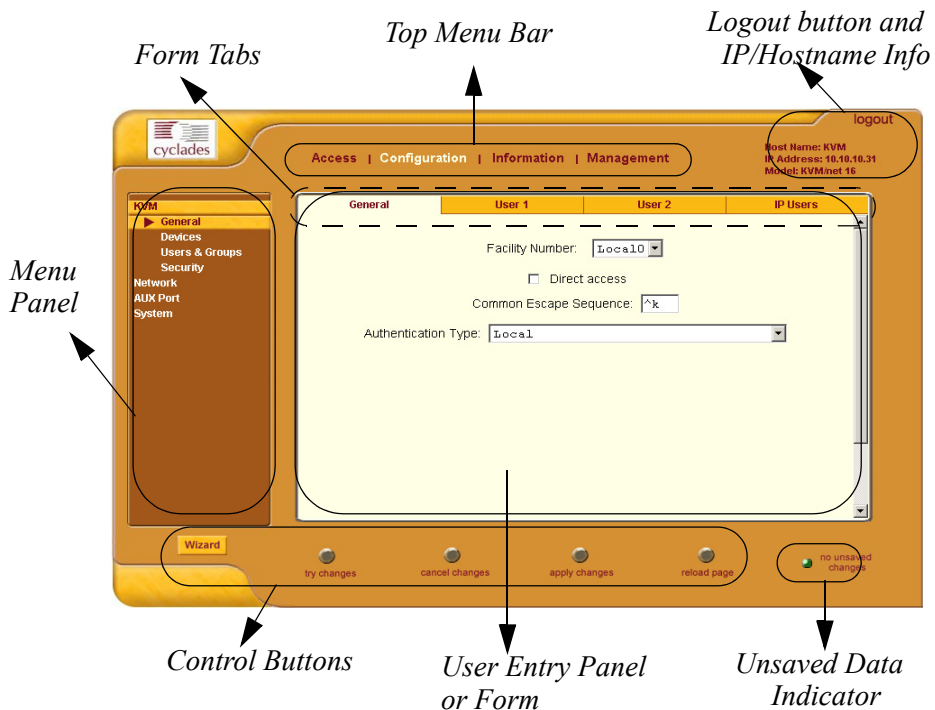 Form Tabs
Top Menu Bar
Logout button and
IP/Hostname Info
cyclades
logout
Access | Configuration | Information | Management
Host Name: KVM
IP Address: 10.10.10.31
Model: KVM/net 16
KVM
General
Devices
Users & Groups
Security
Network
AUX Port
System
General
User 1
User 2
IP Users
Facility Number: Local0
Direct access
Common Escape Sequence: ^k
Authentication Type: Local
Menu
Panel
Wizard
try changes
cancel changes
apply changes
reload page
no unsaved
changes
Control Buttons
User Entry Panel
or Form
Unsaved Data
Indicator